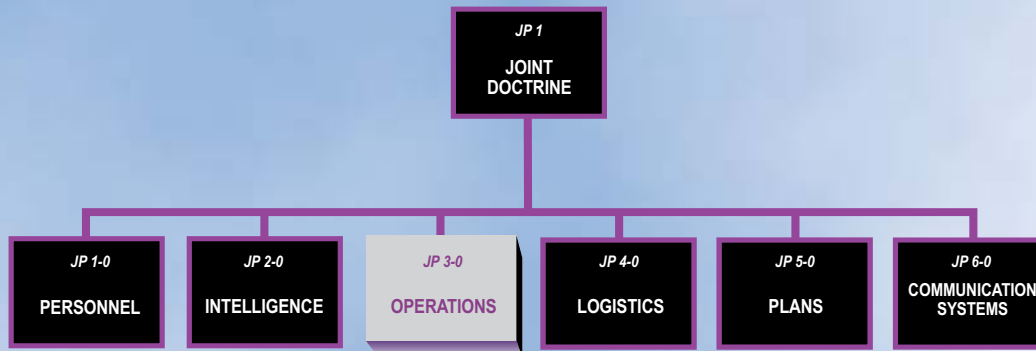 JP 1
JOINT
DOCTRINE
JP 1-0
PERSONNEL
JP 2-0
INTELLIGENCE
JP 3-0
OPERATIONS
JP 4-0
LOGISTICS
JP 5-0
PLANS
JP 6-0
COMMUNICATION
SYSTEMS